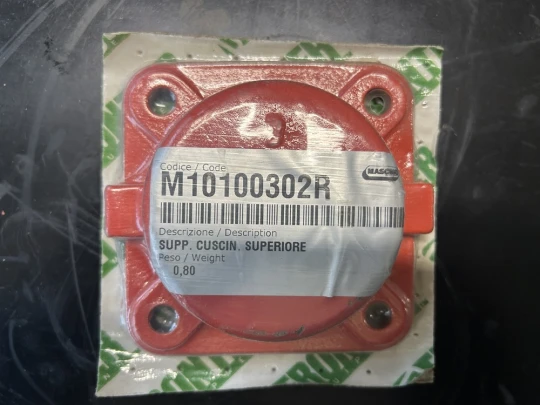 3
Codice / Code
M10100302R
MASCHIO
Descrizione / Description
SUPP. CUSCIN. SUPERIORE
Peso / Weight
0,80